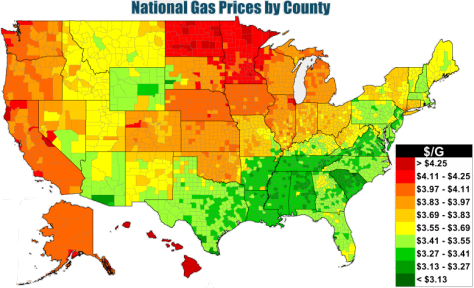 National Gas Prices by County
$/G
> $4.25
$4.11 - $4.25
$3.97 - $4.11
$3.83 - $3.97
$3.69 - $3.83
$3.55 - $3.69
$3.41 - $3.55
$3.27 - $3.41
$3.13 - $3.27
< $3.13